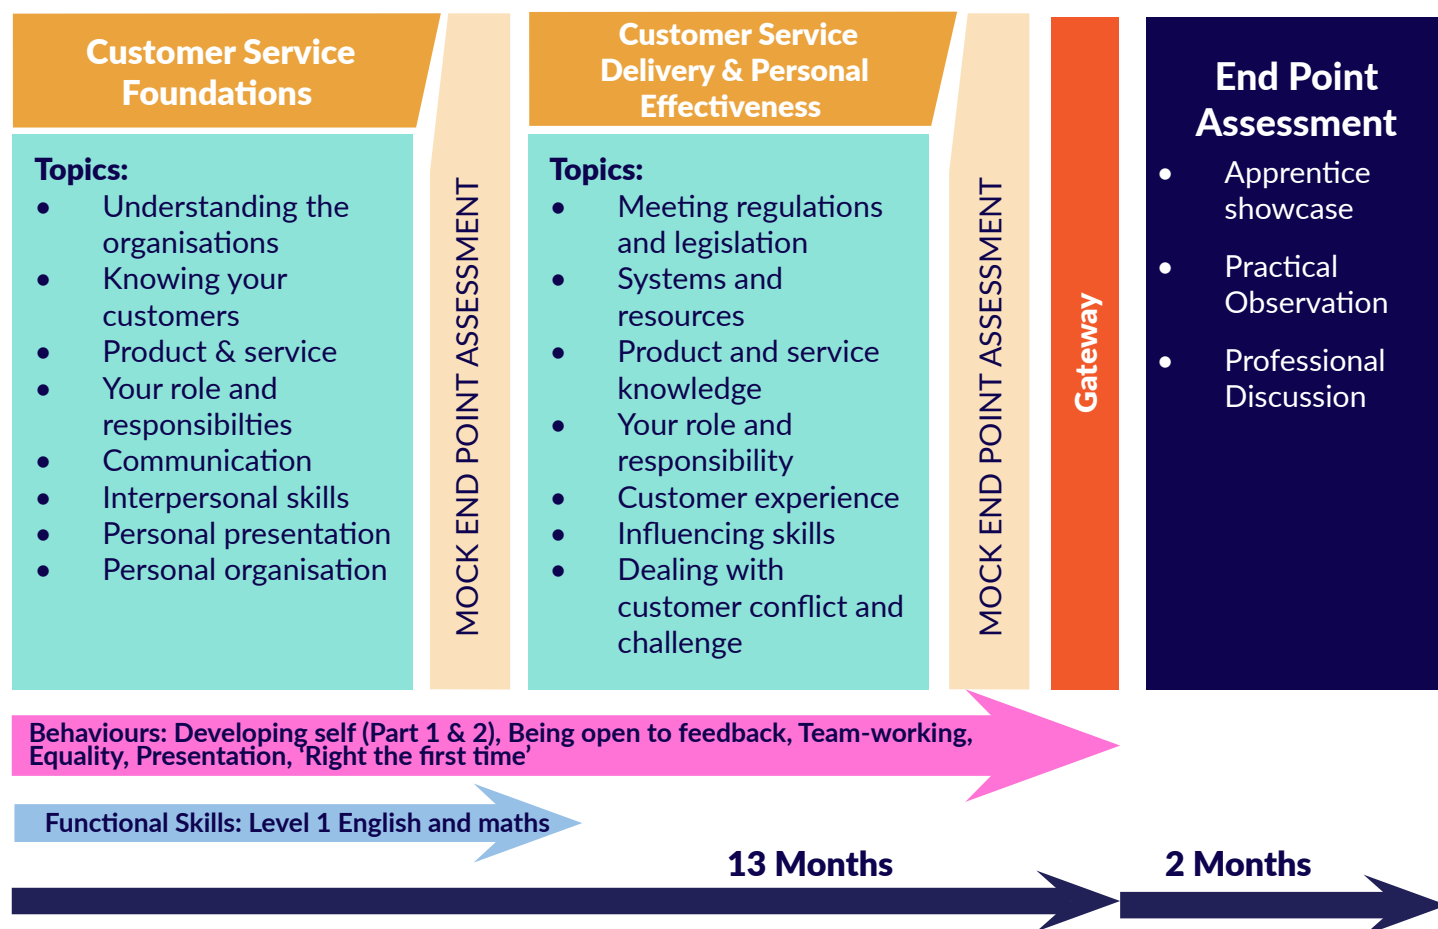 Customer Service
Foundations
Topics:
• Understanding the
organisations
• Knowing your
customers
• Product & service
• Your role and
responsibilties
• Communication
• Interpersonal skills
• Personal presentation
• Personal organisation
MOCK END POINT ASSESSMENT
Customer Service
Delivery & Personal
Effectiveness
Topics:
• Meeting regulations
and legislation
• Systems and
resources
• Product and service
knowledge
• Your role and
responsibility
• Customer experience
• Influencing skills
• Dealing with
customer conflict and
challenge
MOCK END POINT ASSESSMENT
Gateway
End Point
Assessment
• Apprentice
showcase
• Practical
Observation
• Professional
Discussion
Behaviours: Developing self (Part 1 & 2), Being open to feedback, Team-working,
Equality, Presentation, ‘Right the first time’
Functional Skills: Level 1 English and maths
13 Months
2 Months